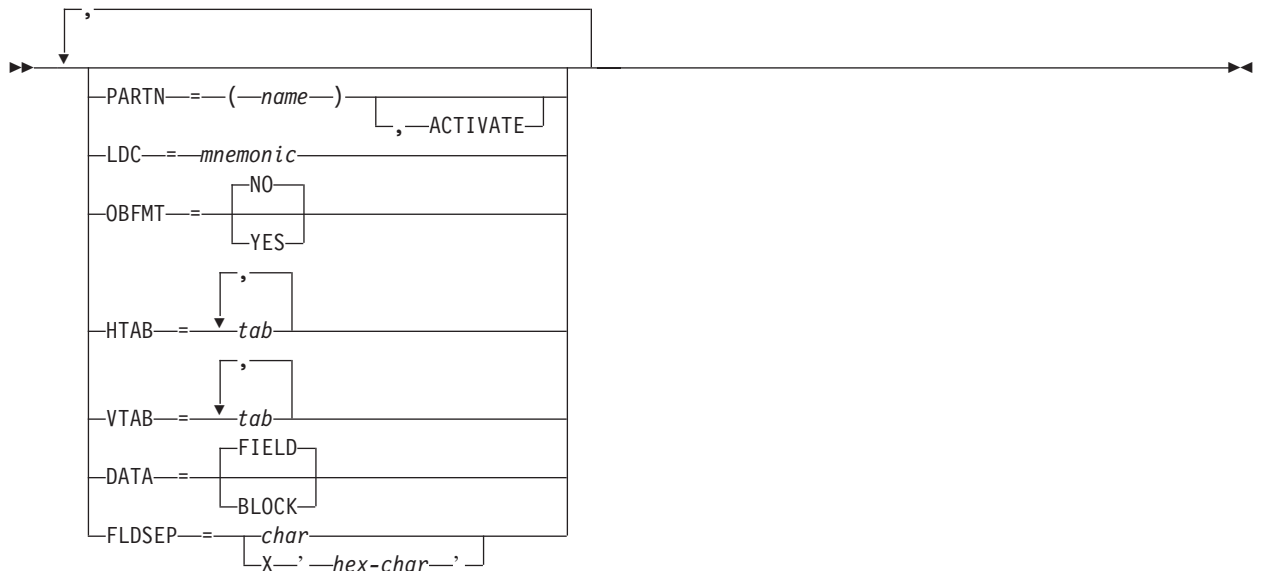 ,
PARTN = ( name )
, ACTIVATE
LDC = mnemonic
NO
OBFMT =
YES
,
HTAB = tab
,
VTAB = tab
FIELD
DATA =
BLOCK
FLDSEP = char
X ’ hex-char ’